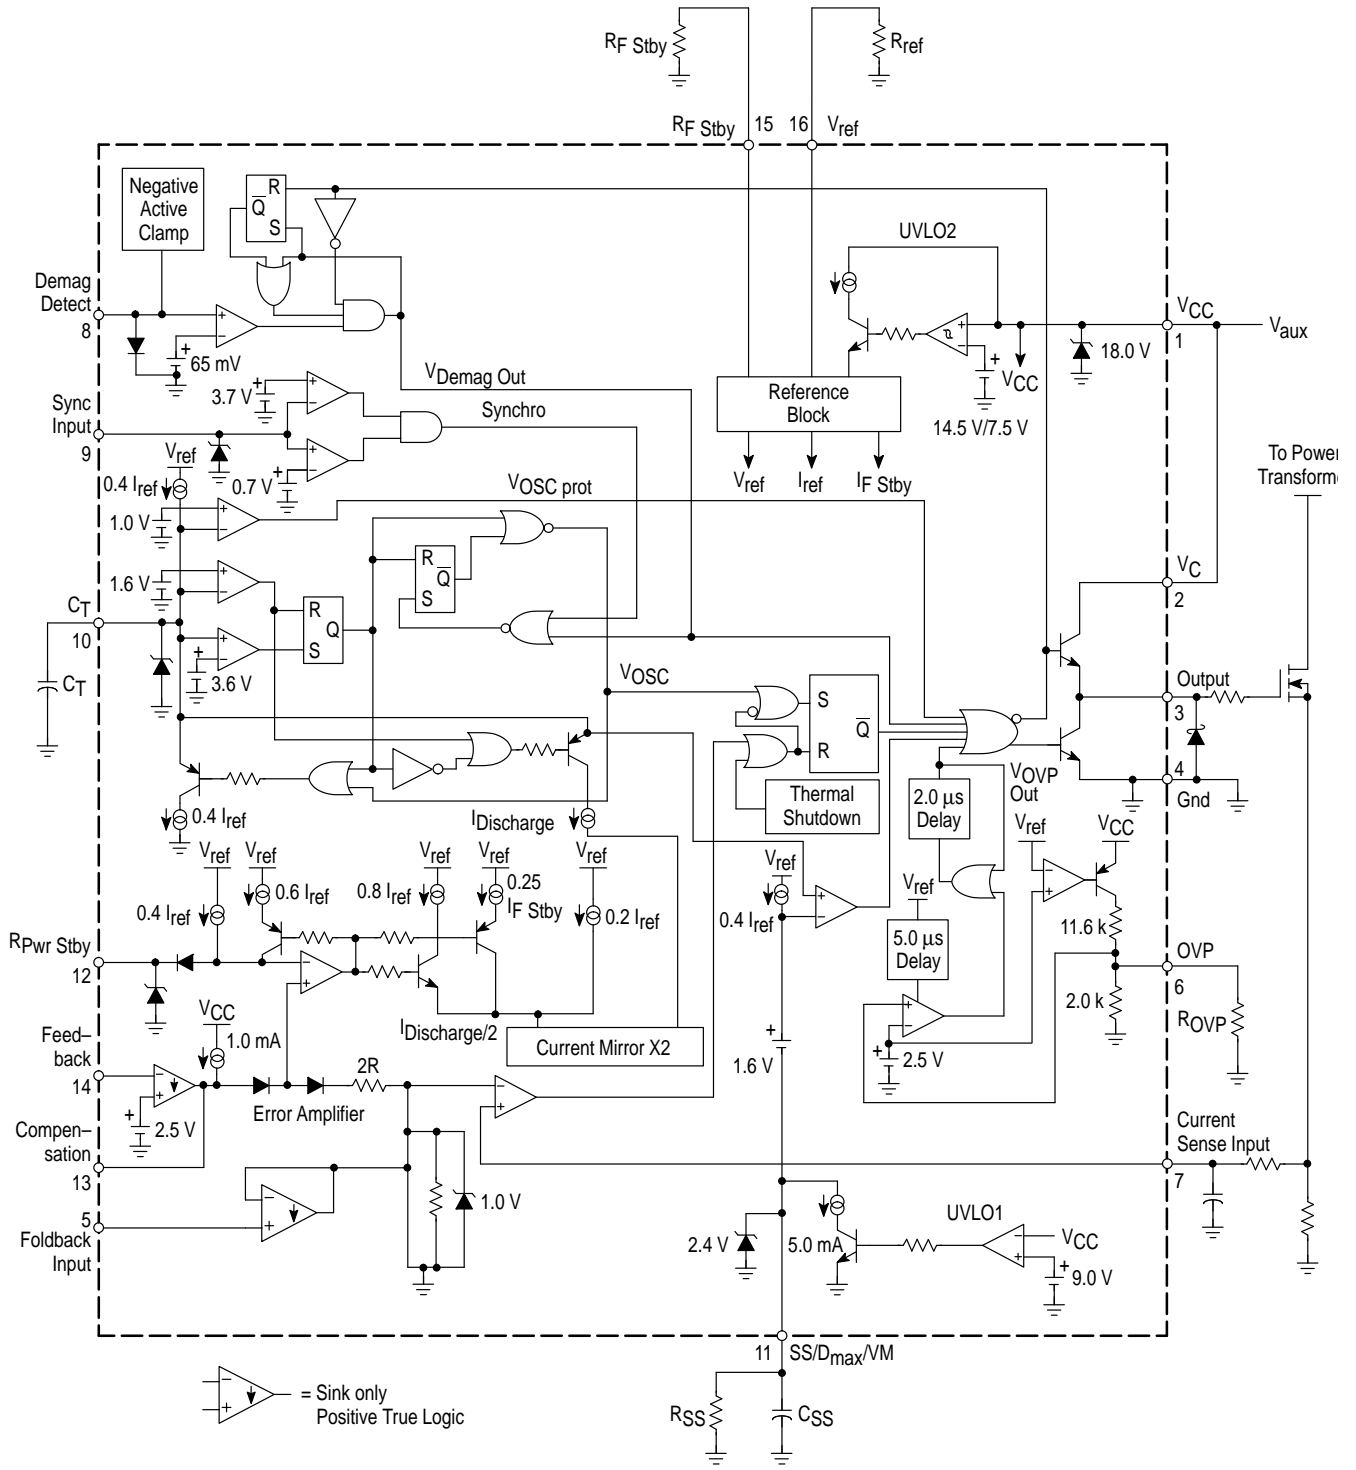 RF Stby
Rref
RF Stby
15
16
Vref
Negative
Active
Clamp
R
Q
S
UVLO2
Demag
Detect
8
65 mV
VCC
1
Vaux
18.0 V
VCC
14.5 V/7.5 V
Reference
Block
Vref
Iref
IF Stby
VDemag Out
3.7 V
Synchro
Sync
Input
9
Vref
0.4 Iref
0.7 V
VOSC prot
1.0 V
To Power
1.6 V
R
Q
S
VC
2
CT
10
R
Q
S
3.6 V
CT
VOSC
S
Q
R
Output
3
4
Gnd
Thermal
Shutdown
VOVP
Out
2.0 µs
Delay
0.4 Iref
IDischarge
Vref
VCC
Vref
Vref
Vref
Vref
Vref
Vref
Vref
0.6 Iref
0.8 Iref
0.25
IF Stby
0.4 Iref
0.2 Iref
0.4 Iref
11.6 k
5.0 µs
Delay
RPwr Stby
12
OVP
6
2.0 k
ROVP
VCC
1.0 mA
IDischarge/2
Current Mirror X2
1.6 V
2.5 V
Feed–
back
14
2R
Error Amplifier
2.5 V
Compen–
sation
13
Current
Sense Input
7
1.0 V
5
Foldback
Input
2.4 V
5.0 mA
UVLO1
VCC
9.0 V
11
SS/Dmax/VM
RSS
CSS
= Sink only
Positive True Logic